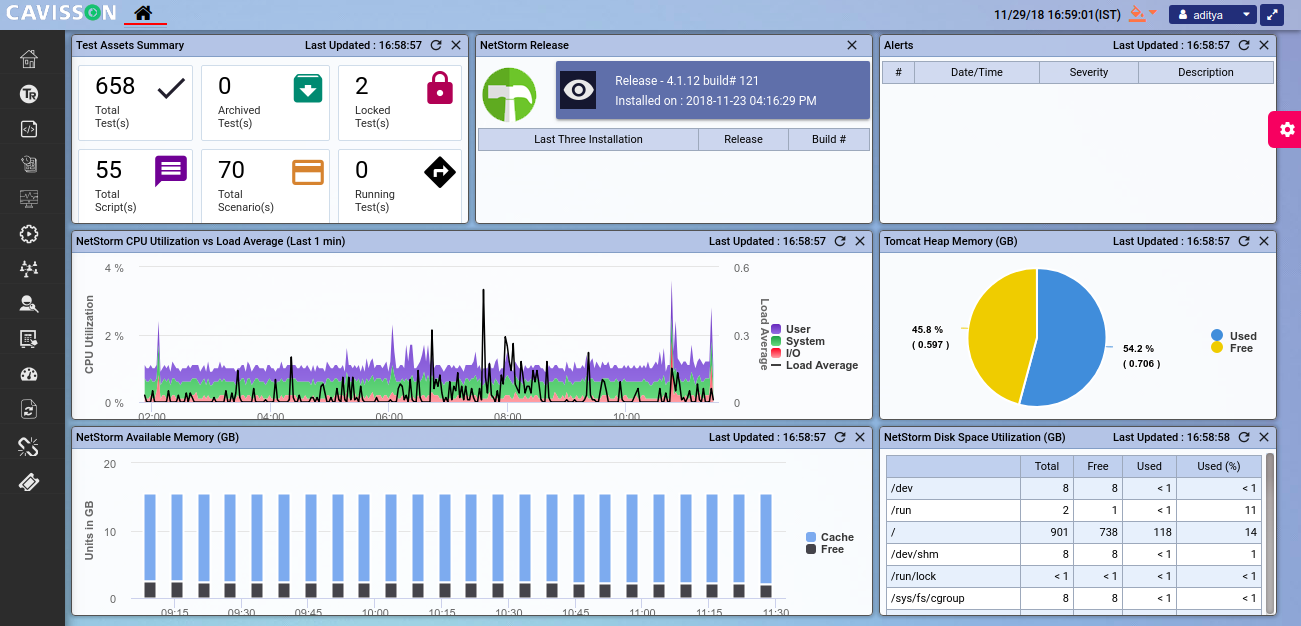 CAVISSON
11/29/18 16:59:01(IST)
aditya
Test Assets Summary
Last Updated : 16:58:57
658
Total
Test(s)
0
Archived
Test(s)
2
Locked
Test(s)
55
Total
Script(s)
70
Total
Scenario(s)
0
Running
Test(s)
NetStorm Release
Release - 4.1.12 build# 121
Installed on : 2018-11-23 04:16:29 PM
Last Three Installation Release Build #
Alerts
Last Updated : 16:58:57
# Date/Time Severity Description
TR
NetStorm CPU Utilization vs Load Average (Last 1 min)
Last Updated : 16:58:57
CPU Utilization
4 %
2 %
0 %
0.6
0.3
0
Load Average
02:00 04:00 06:00 08:00 10:00
User
System
I/O
Load Average
Tomcat Heap Memory (GB)
Last Updated : 16:58:57
45.8 %
( 0.597 )
54.2 %
( 0.706 )
Used
Free
NetStorm Available Memory (GB)
Last Updated : 16:58:57
Units in GB
20
10
0
09:15 09:30 09:45 10:00 10:15 10:30 10:45 11:00 11:15 11:30
Cache
Free
NetStorm Disk Space Utilization (GB)
Last Updated : 16:58:58
Total Free Used Used (%)
/dev 8 8 < 1 < 1
/run 2 1 < 1 11
/ 901 738 118 14
/dev/shm 8 8 < 1 1
/run/lock < 1 < 1 < 1 < 1
/sys/fs/cgroup 8 8 < 1 < 1